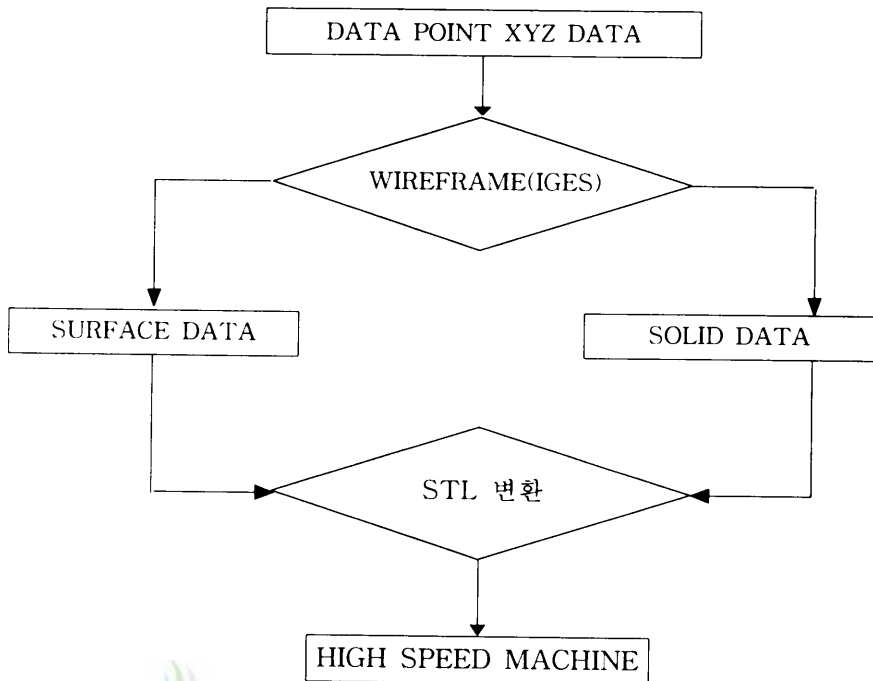 DATA POINT XYZ DATA
WIREFRAME(IGES)
SURFACE DATA
SOLID DATA
STL 변환
HIGH SPEED MACHINE